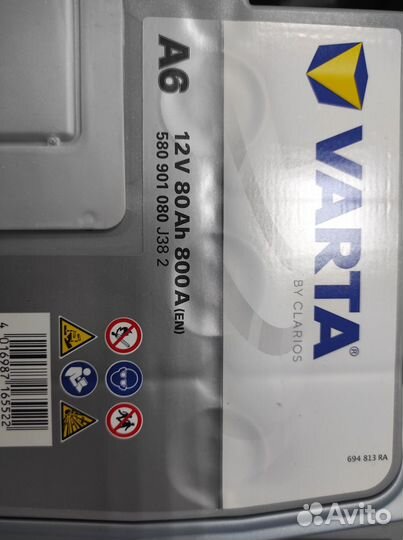 VARTA®
BY CLARIOS
A6
12V 80Ah 800A (EN)
580 901 080 J38 2
4 016987 165522
694 813 RA
Avito